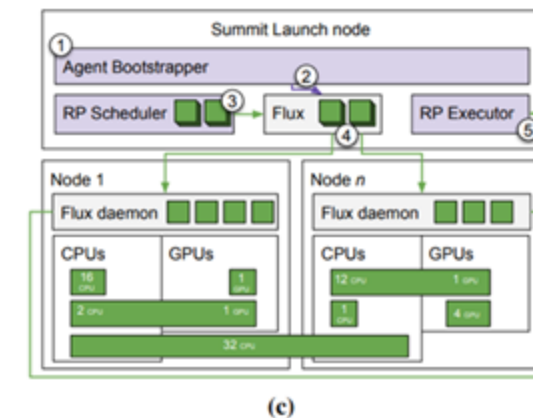 Summit Launch node
1
Agent Bootstrapper
2
RP Scheduler 3 Flux RP Executor
4 5
Node 1 Node n
Flux daemon Flux daemon
CPUs GPUs CPUs GPUs
16 CPU 1 GPU 12 CPU 1 GPU
2 CPU 1 GPU 1 CPU 4 GPU
32 CPU
(c)